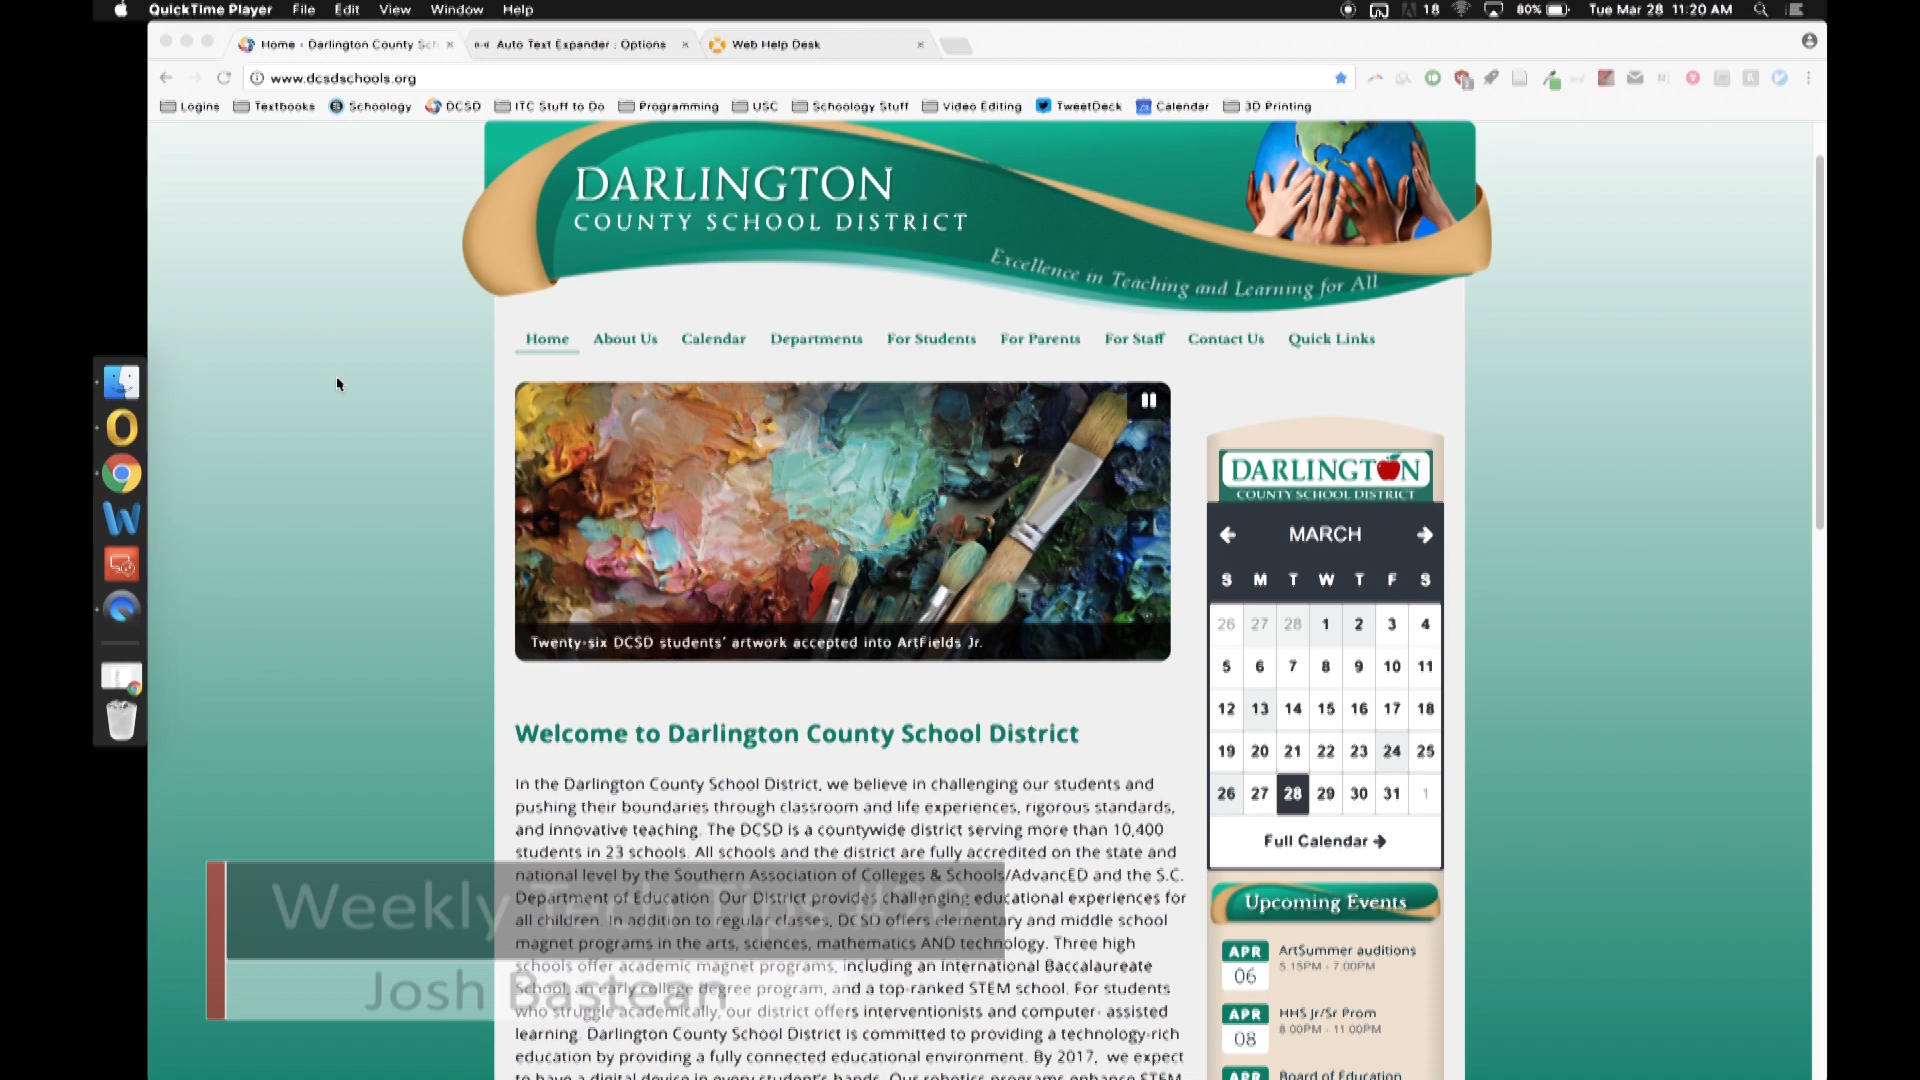 QuickTime Player File Edit View Window Help 18 80% Tue Mar 28 11:20 AM
Home - Darlington County Sch Auto Text Expander : Options Web Help Desk
www.dcsdschools.org
Logins Textbooks Schoology DCSD ITC Stuff to Do Programming USC Schoology Stuff Video Editing TweetDeck Calendar 3D Printing
DARLINGTON
COUNTY SCHOOL DISTRICT
Excellence in Teaching and Learning for All
Home About Us Calendar Departments For Students For Parents For Staff Contact Us Quick Links
Twenty-six DCSD students' artwork accepted into ArtFields Jr.
Welcome to Darlington County School District
In the Darlington County School District, we believe in challenging our students and
pushing their boundaries through classroom and life experiences, rigorous standards,
and innovative teaching. The DCSD is a countywide district serving more than 10,400
students in 23 schools. All schools and the district are fully accredited on the state and
national level by the Southern Association of Colleges & Schools/AdvancED and the S.C.
Department of Education. Our District provides challenging educational experiences for
all children. In addition to regular classes, DCSD offers elementary and middle school
magnet programs in the arts, sciences, mathematics AND technology. Three high
schools offer academic magnet programs, including an International Baccalaureate
School, an early college degree program, and a top-ranked STEM school. For students
who struggle academically, our district offers interventionists and computer- assisted
learning. Darlington County School District is committed to providing a technology-rich
education by providing a fully connected educational environment. By 2017, we expect
to have a digital device in every student's hands. Our robotics programs enhance STEM
Weekly Tech Tips
Josh Bastean
DARLINGTON
COUNTY SCHOOL DISTRICT
MARCH
S M T W T F S
26 27 28 1 2 3 4
5 6 7 8 9 10 11
12 13 14 15 16 17 18
19 20 21 22 23 24 25
26 27 28 29 30 31 1
Full Calendar
Upcoming Events
APR 06 ArtSummer auditions
5:15PM - 7:00PM
APR 08 HHS Jr/Sr Prom
8:00PM - 11:00PM
APR Board of Education